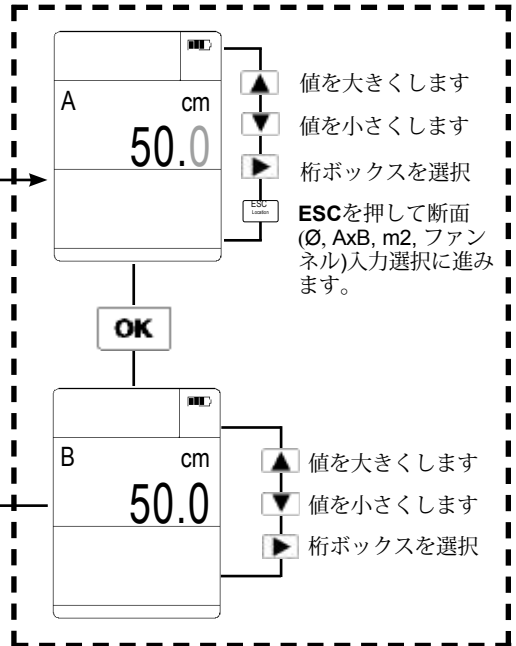 A cm
50.0
値を大きくします
値を小さくします
桁ボックスを選択
ESC
Location
ESCを押して断面
(Ø, AxB, m2, ファン
ネル)入力選択に進み
ます。
OK
B cm
50.0
値を大きくします
値を小さくします
桁ボックスを選択